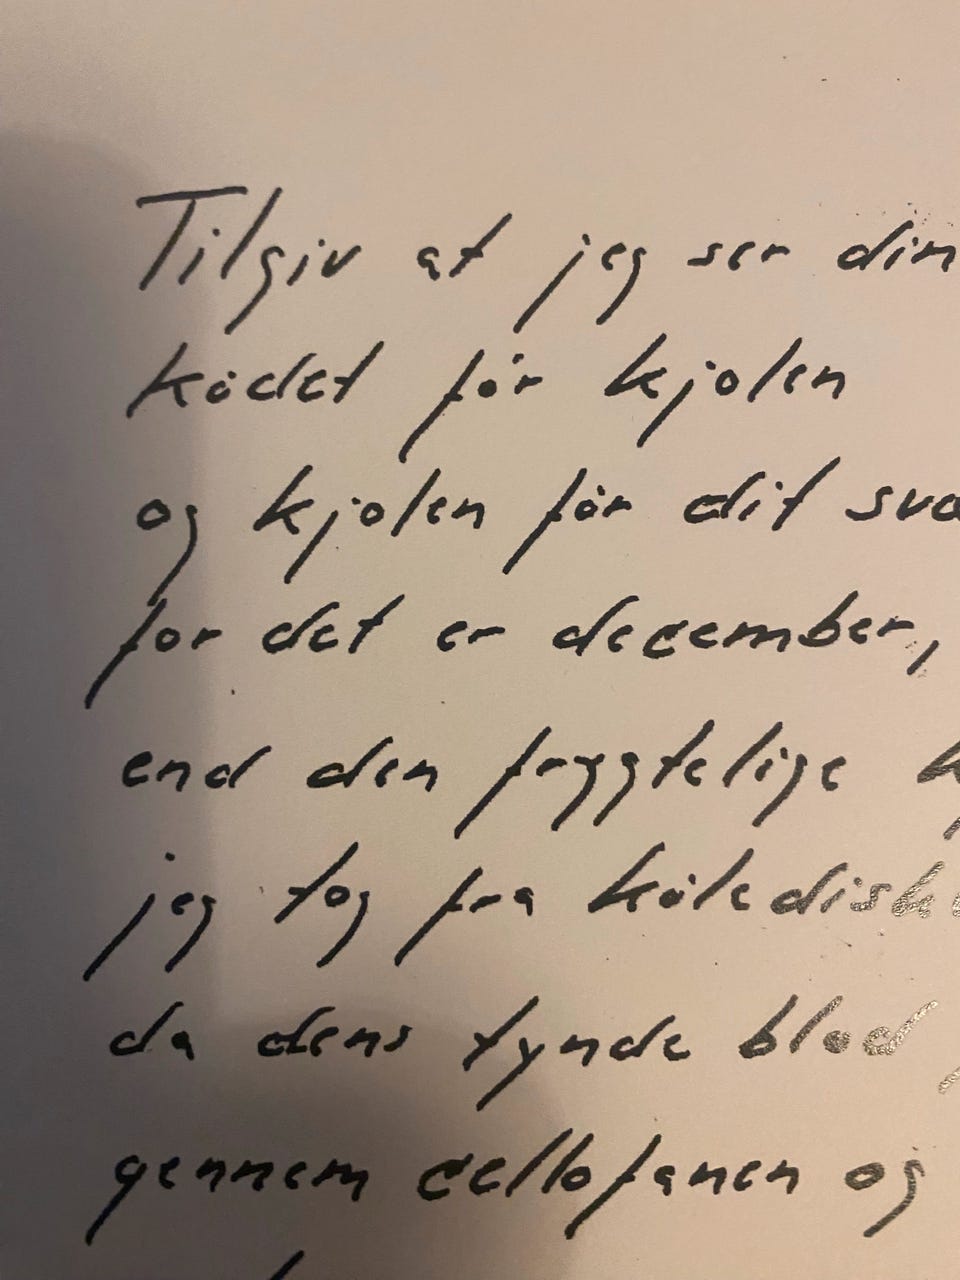 Tilgiv at jeg ser din
kødet før kjolen
og kjolen før dit
for det er december,
end den frygtelige
jeg tog fra
da dens tynde blod
gennem cellofanen og